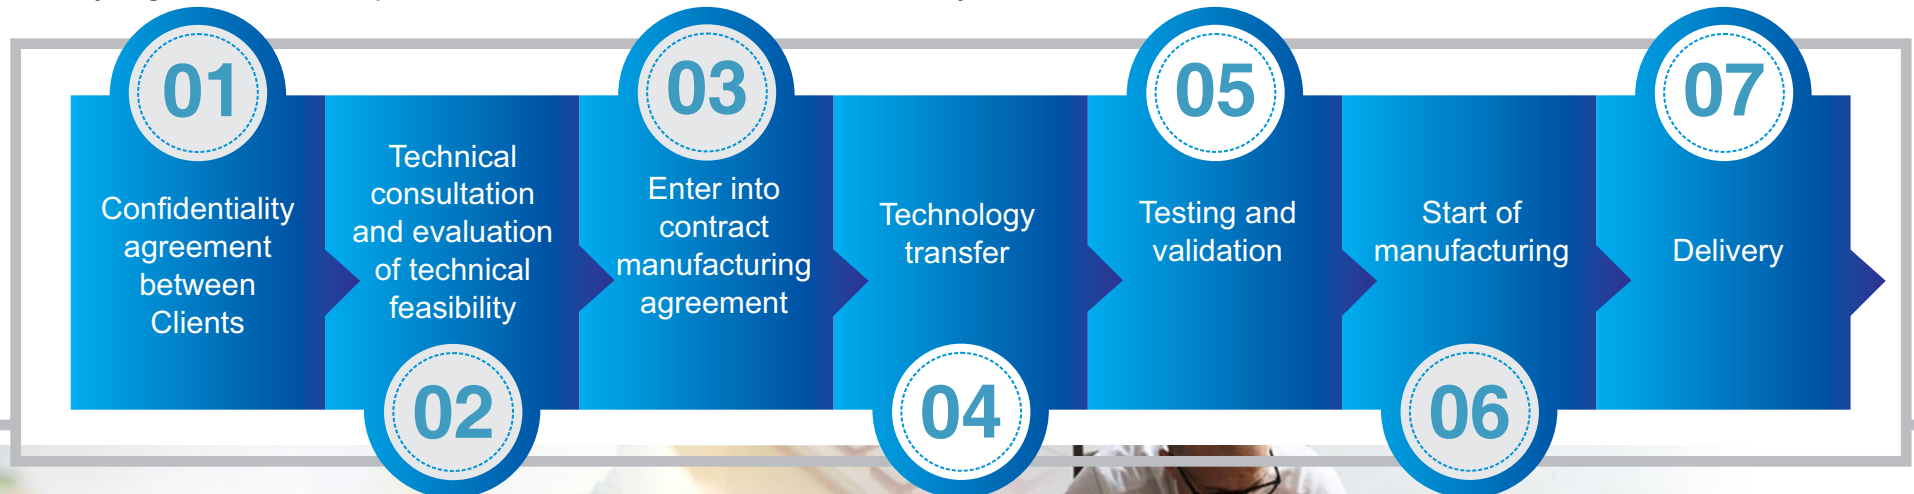 01
Confidentiality
agreement
between
Clients
Technical
consultation
and evaluation
of technical
feasibility
02
03
Enter into
contract
manufacturing
agreement
Technology
transfer
04
05
Testing and
validation
Start of
manufacturing
06
07
Delivery